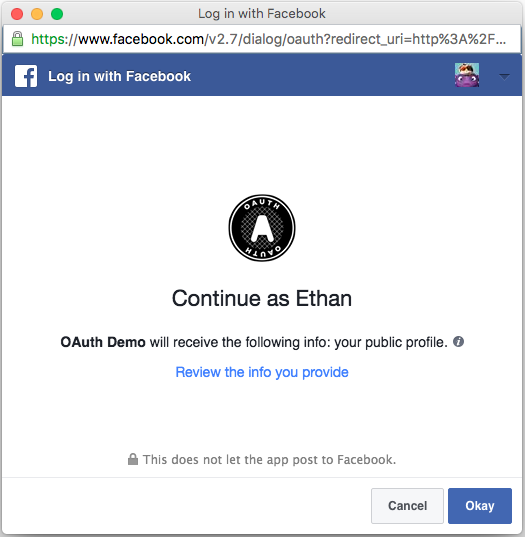 Log in with Facebook
https://www.facebook.com/v2.7/dialog/oauth?redirect_uri=http%3A%2F...
Log in with Facebook
OAUTH
A
OAUTH
Continue as Ethan
OAuth Demo will receive the following info: your public profile.
Review the info you provide
This does not let the app post to Facebook.
Cancel Okay